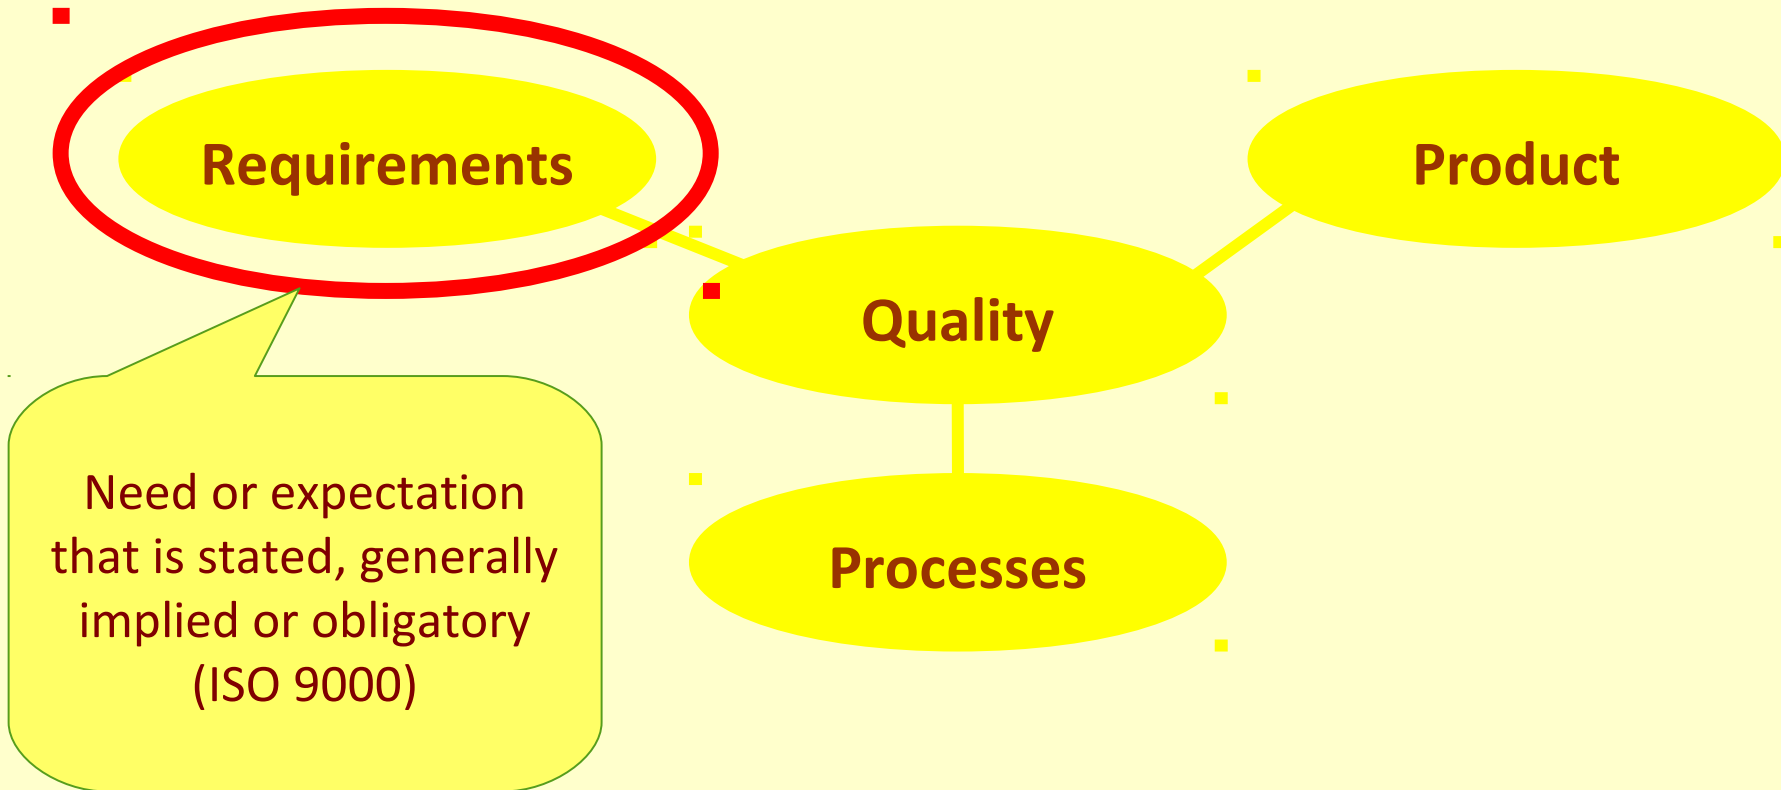 Requirements
Product
Quality
Processes
Need or expectation
that is stated, generally
implied or obligatory
(ISO 9000)